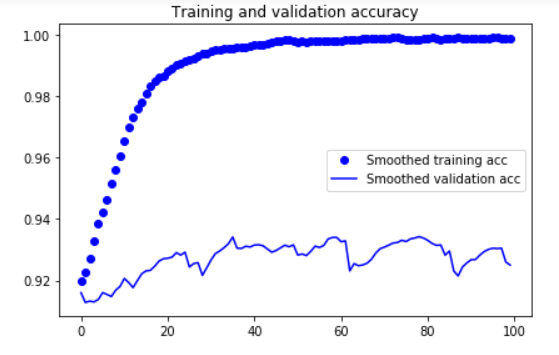 Training and validation accuracy
1.00
0.98
0.96
0.94
0.92
Smoothed training acc
Smoothed validation acc
0 20 40 60 80 100